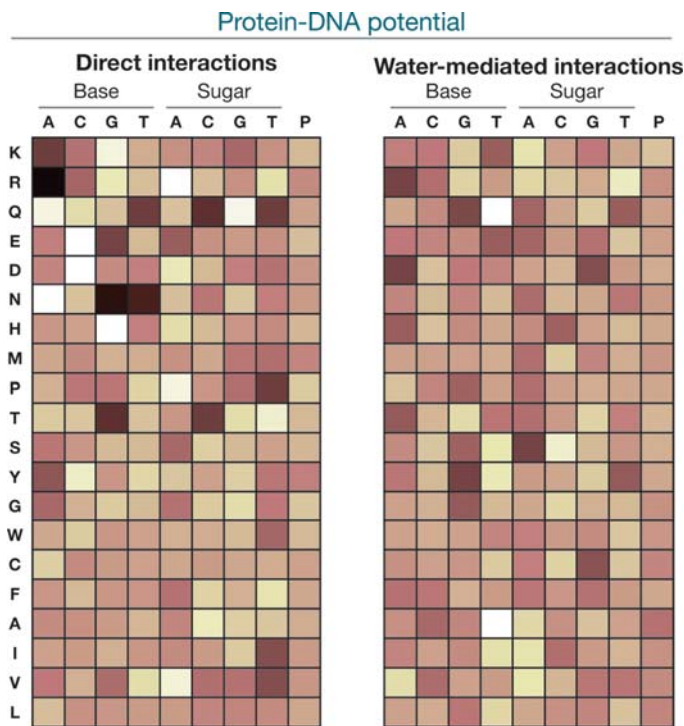 Protein-DNA potential
Direct interactions
Water-mediated interactions
Base
Sugar
Base
Sugar
A C G T A C G T P
A C G T A C G T P
K
R
Q
E
D
N
H
M
P
T
S
Y
G
W
C
F
A
I
V
L